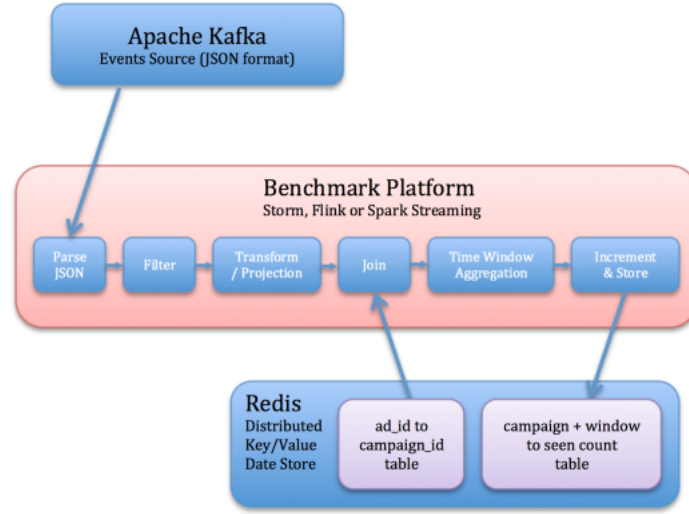 Apache Kafka
Events Source (JSON format)
Benchmark Platform
Storm, Flink or Spark Streaming
Parse
JSON
Filter
Transform
/ Projection
Join
Time Window
Aggregation
Increment
& Store
Redis
Distributed
Key/Value
Date Store
ad_id to
campaign_id
table
campaign + window
to seen count
table